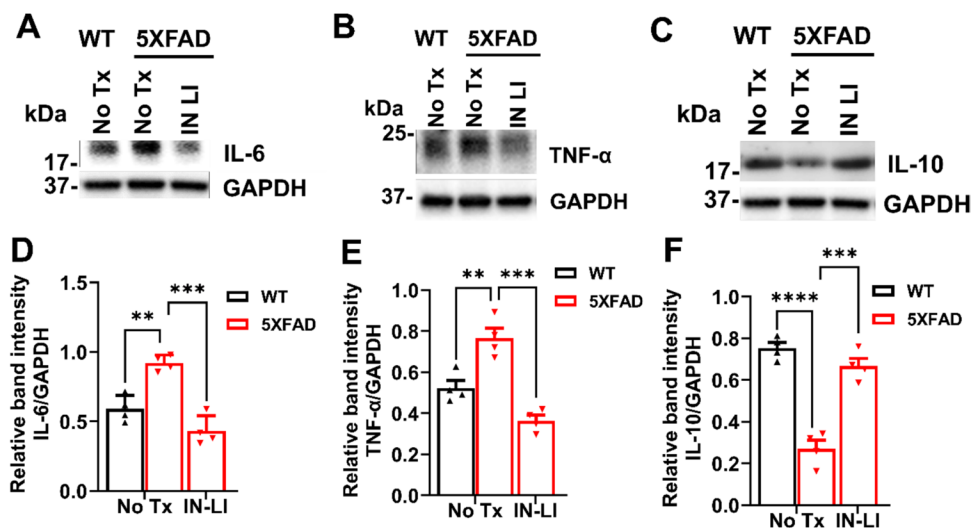 A
WT 5XFAD
kDa No Tx No Tx IN LI
IL-6
17-
37- GAPDH
B
WT 5XFAD
kDa No Tx No Tx IN LI
25-
TNF-α
37- GAPDH
C
WT 5XFAD
kDa No Tx No Tx IN LI
17- IL-10
37- GAPDH
D
Relative band intensity
IL-6/GAPDH
1.5
1.0
0.5
0.0
** ***
WT
5XFAD
No Tx IN-LI
E
Relative band intensity
TNF-α/GAPDH
1.0
0.8
0.6
0.4
0.2
0.0
** ***
WT
5XFAD
No Tx IN-LI
F
Relative band intensity
IL-10/GAPDH
1.0
0.8
0.6
0.4
0.2
0.0
**** ***
WT
5XFAD
No Tx IN-LI